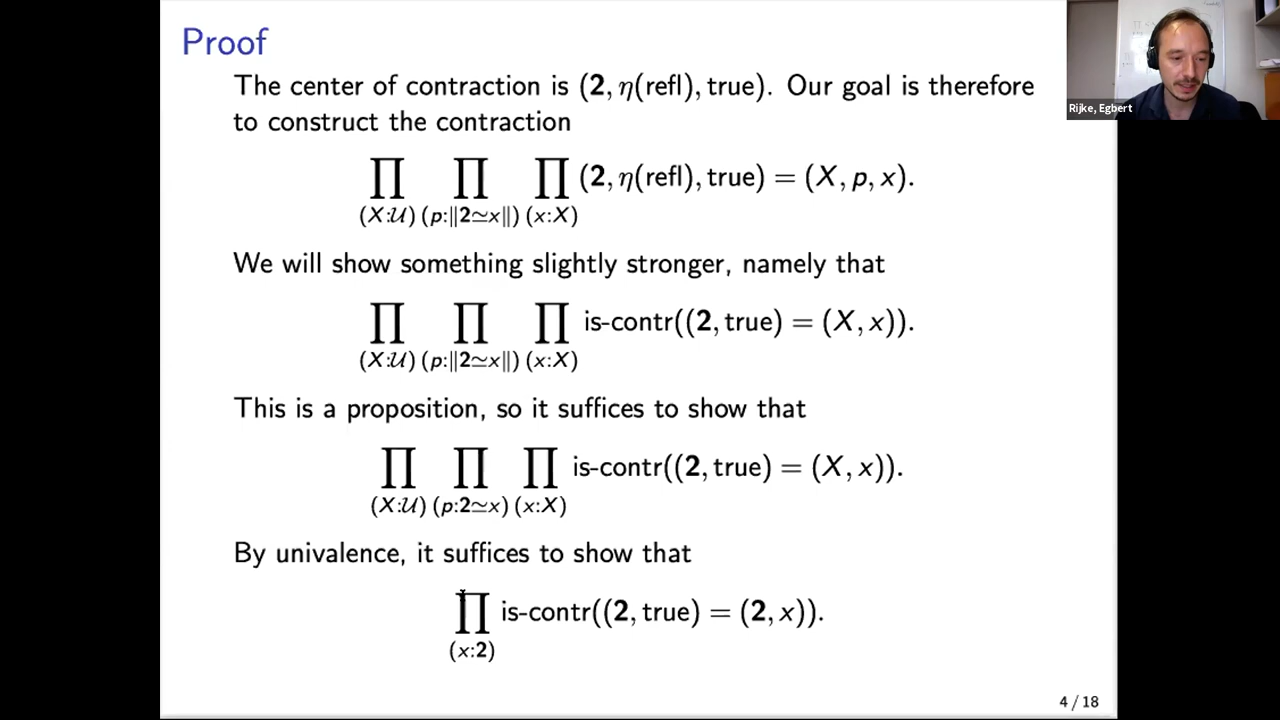 Proof
The center of contraction is (𝟐, η(refl), true). Our goal is therefore
to construct the contraction
∏ ∏ ∏ (𝟐, η(refl), true) = (X, p, x).
(X:𝒰) (p:‖𝟐≃x‖) (x:X)
We will show something slightly stronger, namely that
∏ ∏ ∏ is-contr((𝟐, true) = (X, x)).
(X:𝒰) (p:‖𝟐≃x‖) (x:X)
This is a proposition, so it suffices to show that
∏ ∏ ∏ is-contr((𝟐, true) = (X, x)).
(X:𝒰) (p:𝟐≃x) (x:X)
By univalence, it suffices to show that
∏ is-contr((𝟐, true) = (𝟐, x)).
(x:𝟐)
4 / 18
Rijke, Egbert